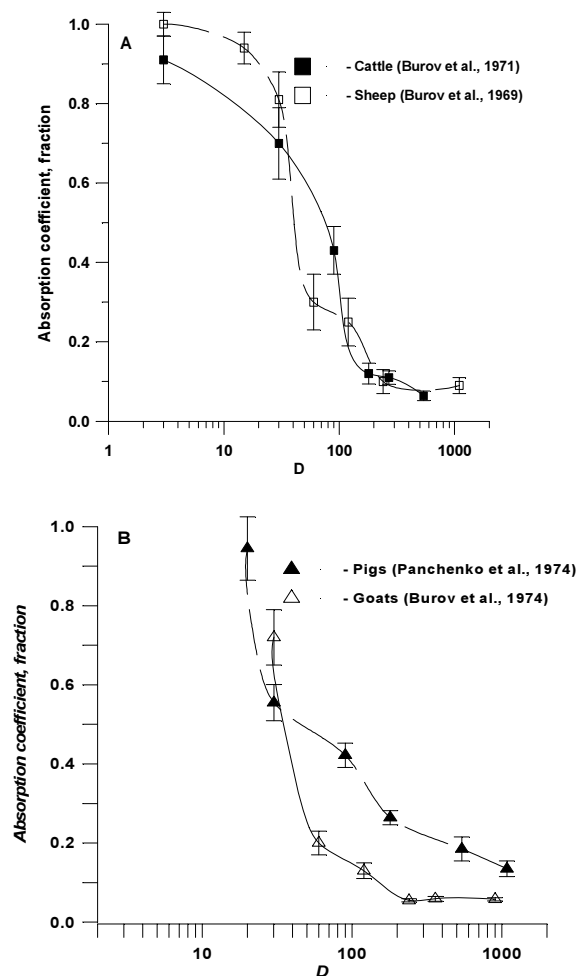 A
1.0
- Cattle (Burov et al., 1971)
- Sheep (Burov et al., 1969)
0.8
0.6
0.4
0.2
0.0
Absorption coefficient, fraction
1 10 100 1000
D
B
1.0
- Pigs (Panchenko et al., 1974)
- Goats (Burov et al., 1974)
0.8
0.6
0.4
0.2
0.0
Absorption coefficient, fraction
10 100 1000
D